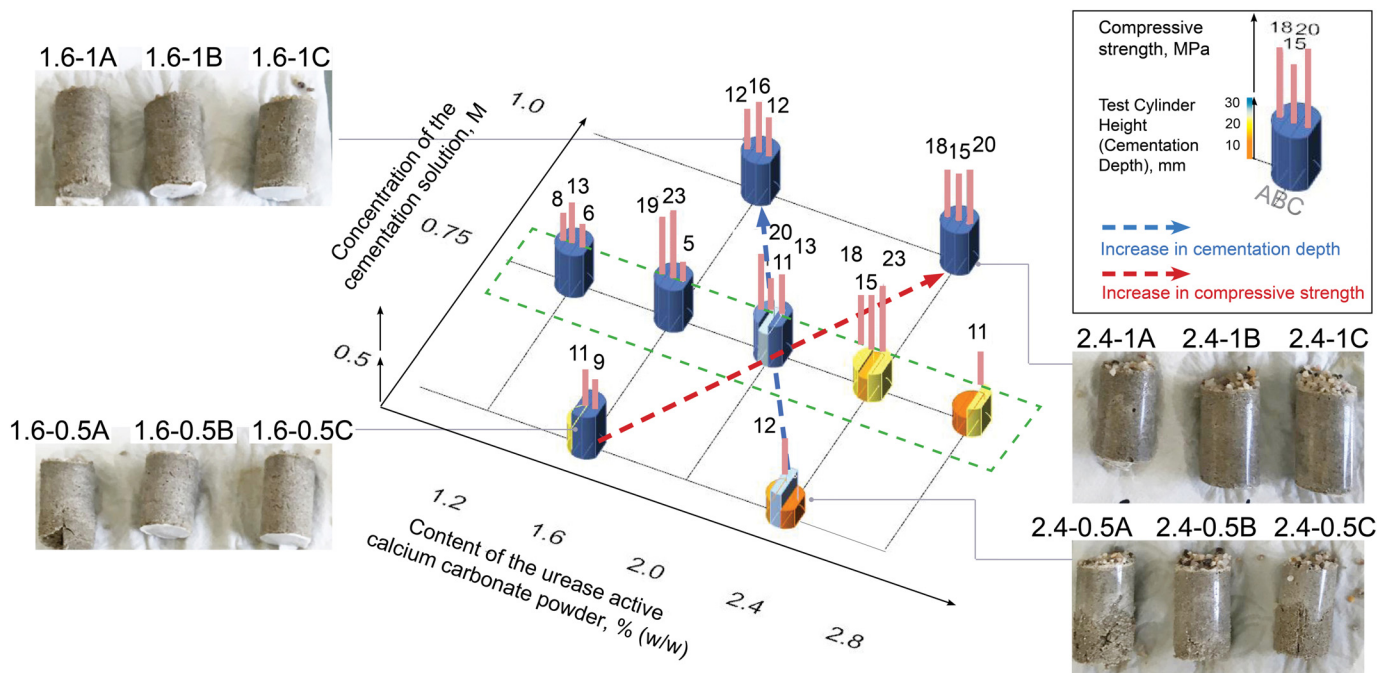 1.6-1A 1.6-1B 1.6-1C
Concentration of the
cementation solution, M
1.0
0.75
0.5
12 16 12
18 15 20
8 13 6
19 23 5
20 11 13
18 15 23
11
11 9
12
1.6-0.5A 1.6-0.5B 1.6-0.5C
1.2
1.6
2.0
2.4
2.8
Content of the urease active
calcium carbonate powder, % (w/w)
Compressive
strength, MPa
18 20
15
Test Cylinder
Height
(Cementation
Depth), mm
30
20
10
ABC
Increase in cementation depth
Increase in compressive strength
2.4-1A 2.4-1B 2.4-1C
2.4-0.5A 2.4-0.5B 2.4-0.5C